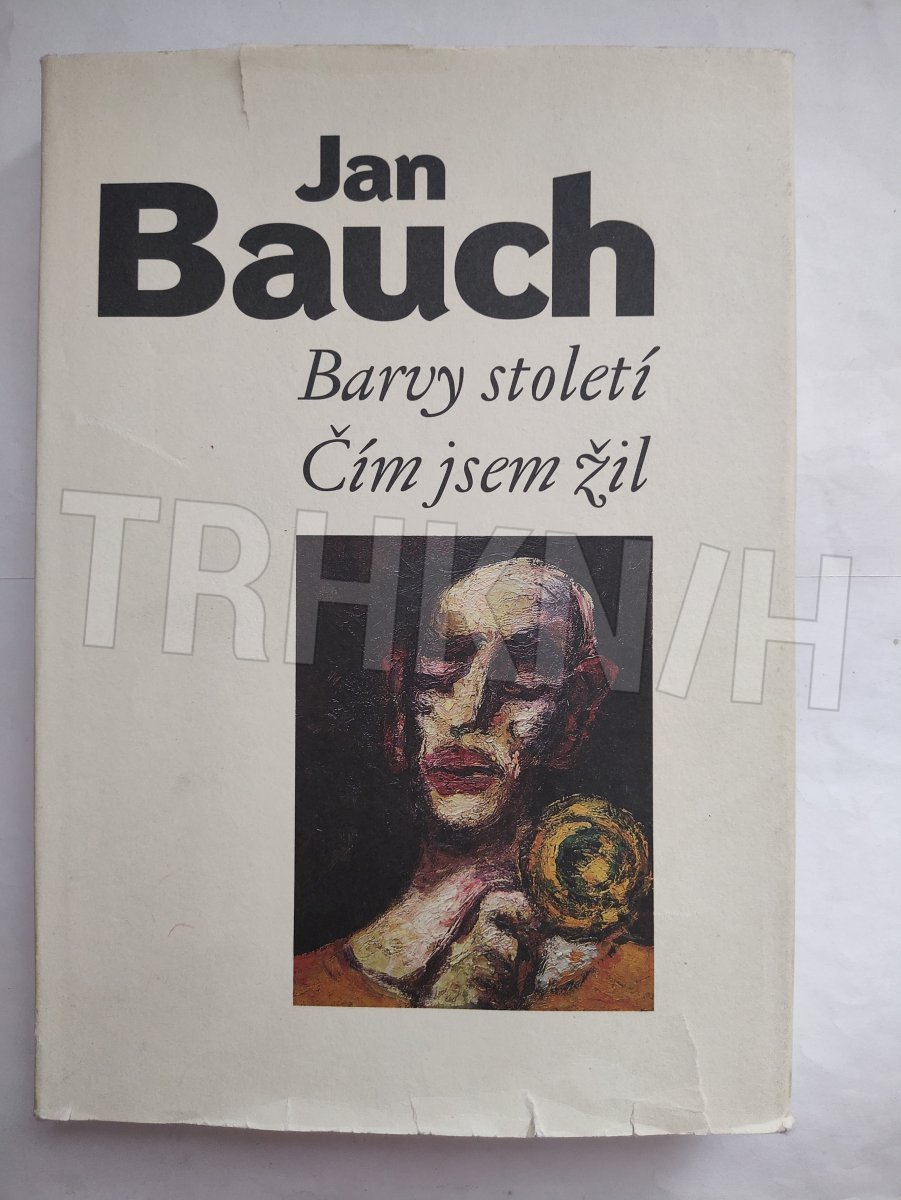 Jan
Bauch
Barvy století
Čím jsem žil
TRHKNIH